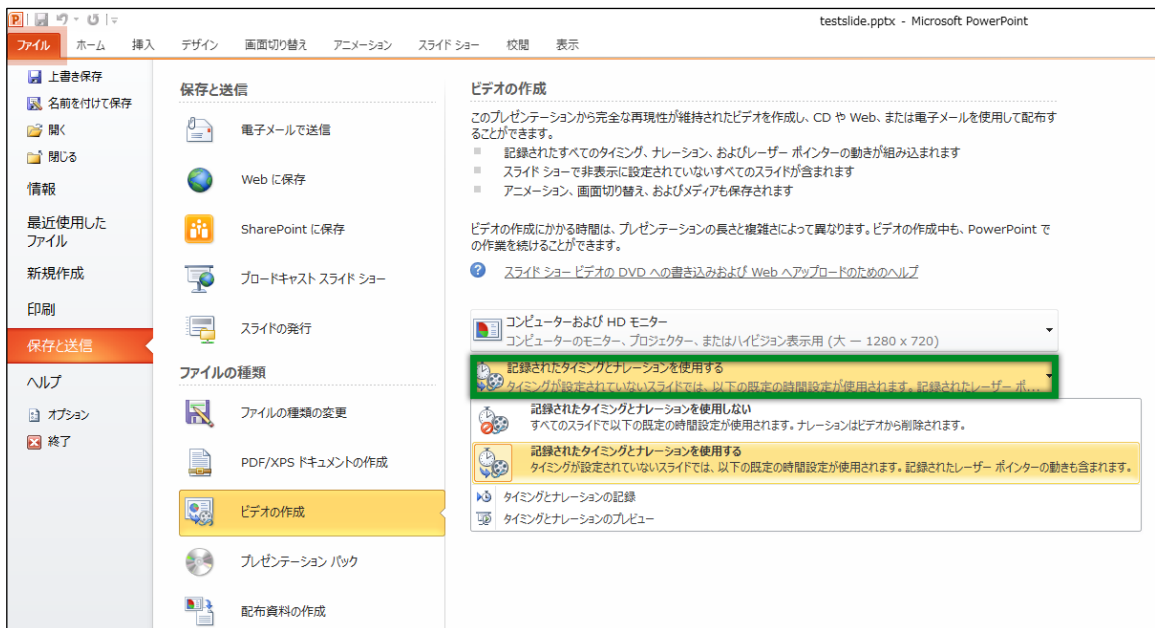 testslide.pptx - Microsoft PowerPoint
ファイル ホーム 挿入 デザイン 画面切り替え アニメーション スライド ショー 校閲 表示
上書き保存
名前を付けて保存
開く
閉じる
情報
最近使用した
ファイル
新規作成
印刷
保存と送信
ヘルプ
オプション
終了
保存と送信
電子メールで送信
Web に保存
SharePoint に保存
ブロードキャスト スライド ショー
スライドの発行
ファイルの種類
ファイルの種類の変更
PDF/XPS ドキュメントの作成
ビデオの作成
プレゼンテーション パック
配布資料の作成
ビデオの作成
このプレゼンテーションから完全な再現性が維持されたビデオを作成し、CD や Web、または電子メールを使用して配布す
ることができます。
記録されたすべてのタイミング、ナレーション、およびレーザー ポインターの動きが組み込まれます
スライド ショーで非表示に設定されていないすべてのスライドが含まれます
アニメーション、画面切り替え、およびメディアも保存されます
ビデオの作成にかかる時間は、プレゼンテーションの長さと複雑さによって異なります。ビデオの作成中も、PowerPoint で
の作業を続けることができます。
スライド ショー ビデオの DVD への書き込みおよび Web へアップロードのためのヘルプ
コンピューターおよび HD モニター
コンピューターのモニター、プロジェクター、またはハイビジョン表示用 (大 — 1280 x 720)
記録されたタイミングとナレーションを使用する
タイミングが設定されていないスライドでは、以下の既定の時間設定が使用されます。記録されたレーザー ポ...
記録されたタイミングとナレーションを使用しない
すべてのスライドで以下の既定の時間設定が使用されます。ナレーションはビデオから削除されます。
記録されたタイミングとナレーションを使用する
タイミングが設定されていないスライドでは、以下の既定の時間設定が使用されます。記録されたレーザー ポインターの動きも含まれます。
タイミングとナレーションの記録
タイミングとナレーションのプレビュー